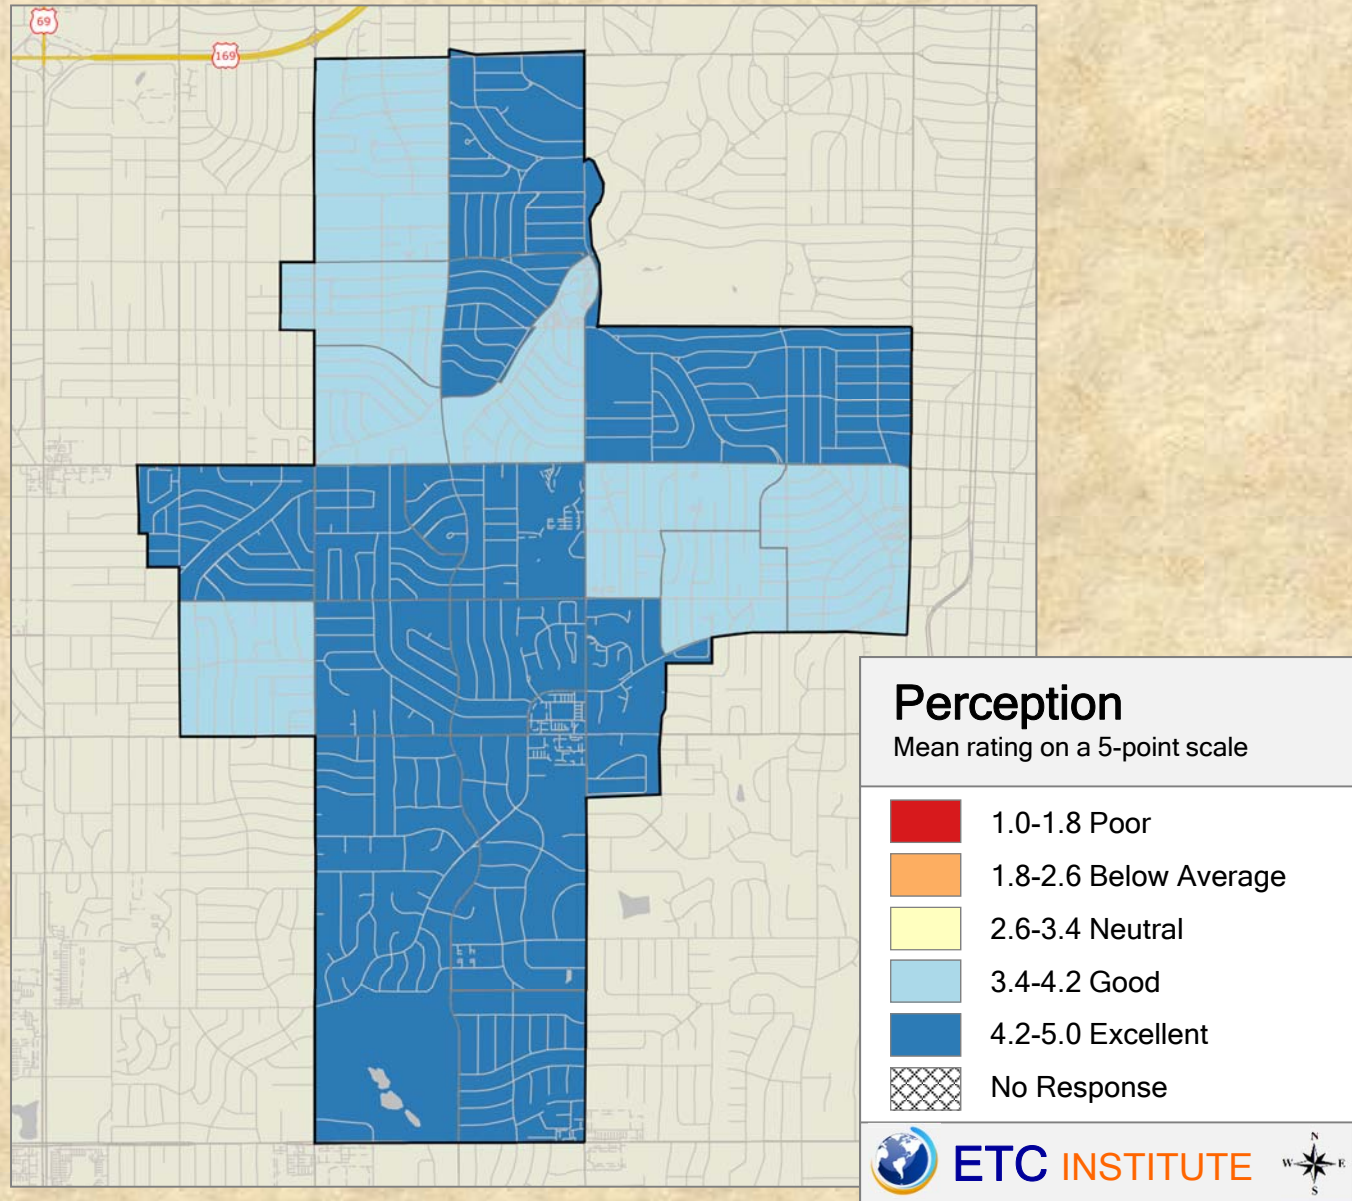 69
169
Perception
Mean rating on a 5-point scale
1.0-1.8 Poor
1.8-2.6 Below Average
2.6-3.4 Neutral
3.4-4.2 Good
4.2-5.0 Excellent
No Response
ETC INSTITUTE
N
W E
S